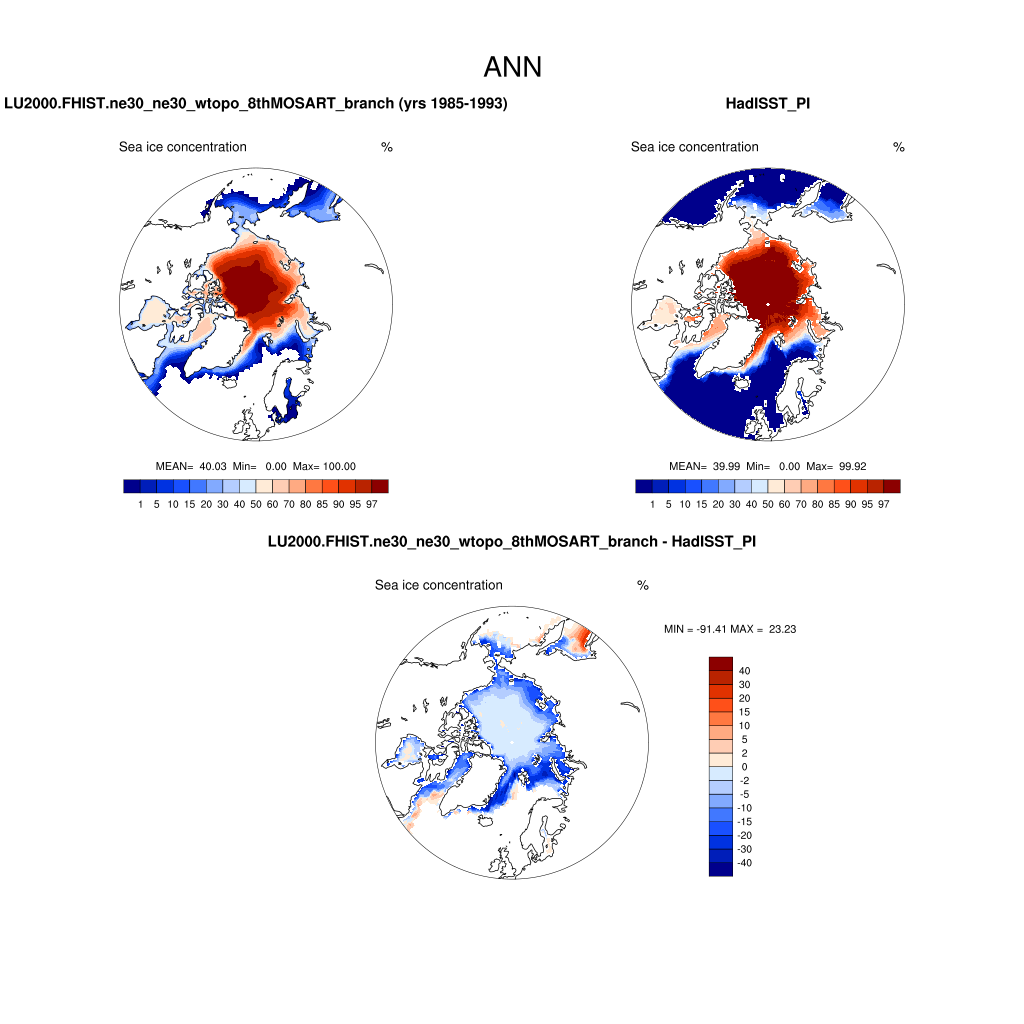 ANN
LU2000.FHIST.ne30_ne30_wtopo_8thMOSART_branch (yrs 1985-1993)
HadISST_PI
Sea ice concentration %
Sea ice concentration %
MEAN= 40.03 Min= 0.00 Max= 100.00
MEAN= 39.99 Min= 0.00 Max= 99.92
1 5 10 15 20 30 40 50 60 70 80 85 90 95 97
1 5 10 15 20 30 40 50 60 70 80 85 90 95 97
LU2000.FHIST.ne30_ne30_wtopo_8thMOSART_branch - HadISST_PI
Sea ice concentration %
MIN = -91.41 MAX = 23.23
40
30
20
15
10
5
2
0
-2
-5
-10
-15
-20
-30
-40